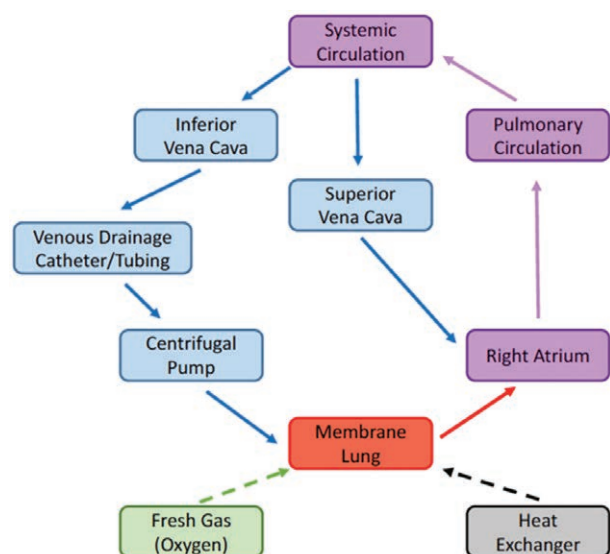 Systemic
Circulation
Inferior
Vena Cava
Pulmonary
Circulation
Superior
Vena Cava
Venous Drainage
Catheter/Tubing
Centrifugal
Pump
Right Atrium
Membrane
Lung
Fresh Gas
(Oxygen)
Heat
Exchanger